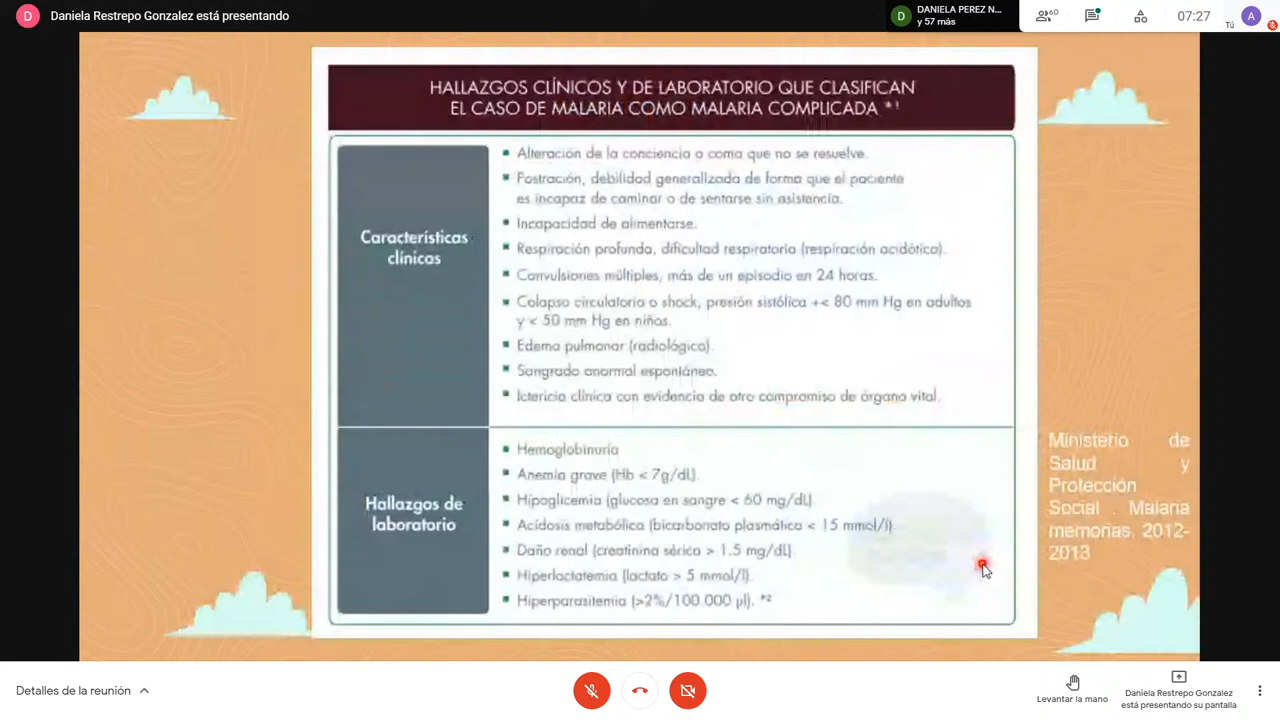 D Daniela Restrepo Gonzalez está presentando
D DANIELA PEREZ N...
y 57 más
60
07:27
Tú
A
HALLAZGOS CLÍNICOS Y DE LABORATORIO QUE CLASIFICAN
EL CASO DE MALARIA COMO MALARIA COMPLICADA *¹
Características
clínicas
▪ Alteración de la conciencia o coma que no se resuelve.
▪ Postración, debilidad generalizada de forma que el paciente
es incapaz de caminar o de sentarse sin asistencia.
▪ Incapacidad de alimentarse.
▪ Respiración profunda, dificultad respiratoria (respiración acidótica).
▪ Convulsiones múltiples, más de un episodio en 24 horas.
▪ Colapso circulatorio o shock, presión sistólica +< 80 mm Hg en adultos
y < 50 mm Hg en niños.
▪ Edema pulmonar (radiológico).
▪ Sangrado anormal espontáneo.
▪ Ictericia clínica con evidencia de otro compromiso de órgano vital.
Hallazgos de
laboratorio
▪ Hemoglobinuria
▪ Anemia grave (Hb < 7g/dL).
▪ Hipoglicemia (glucosa en sangre < 60 mg/dL).
▪ Acidosis metabólica (bicarbonato plasmático < 15 mmol/l).
▪ Daño renal (creatinina sérica > 1.5 mg/dL).
▪ Hiperlactatemia (lactato > 5 mmol/l).
▪ Hiperparasitemia (>2%/100.000 µl). *²
Ministerio de
Salud y
Protección
Social . Malaria
memorias. 2012-
2013
Detalles de la reunión
Levantar la mano
Daniela Restrepo Gonzalez
está presentando su pantalla